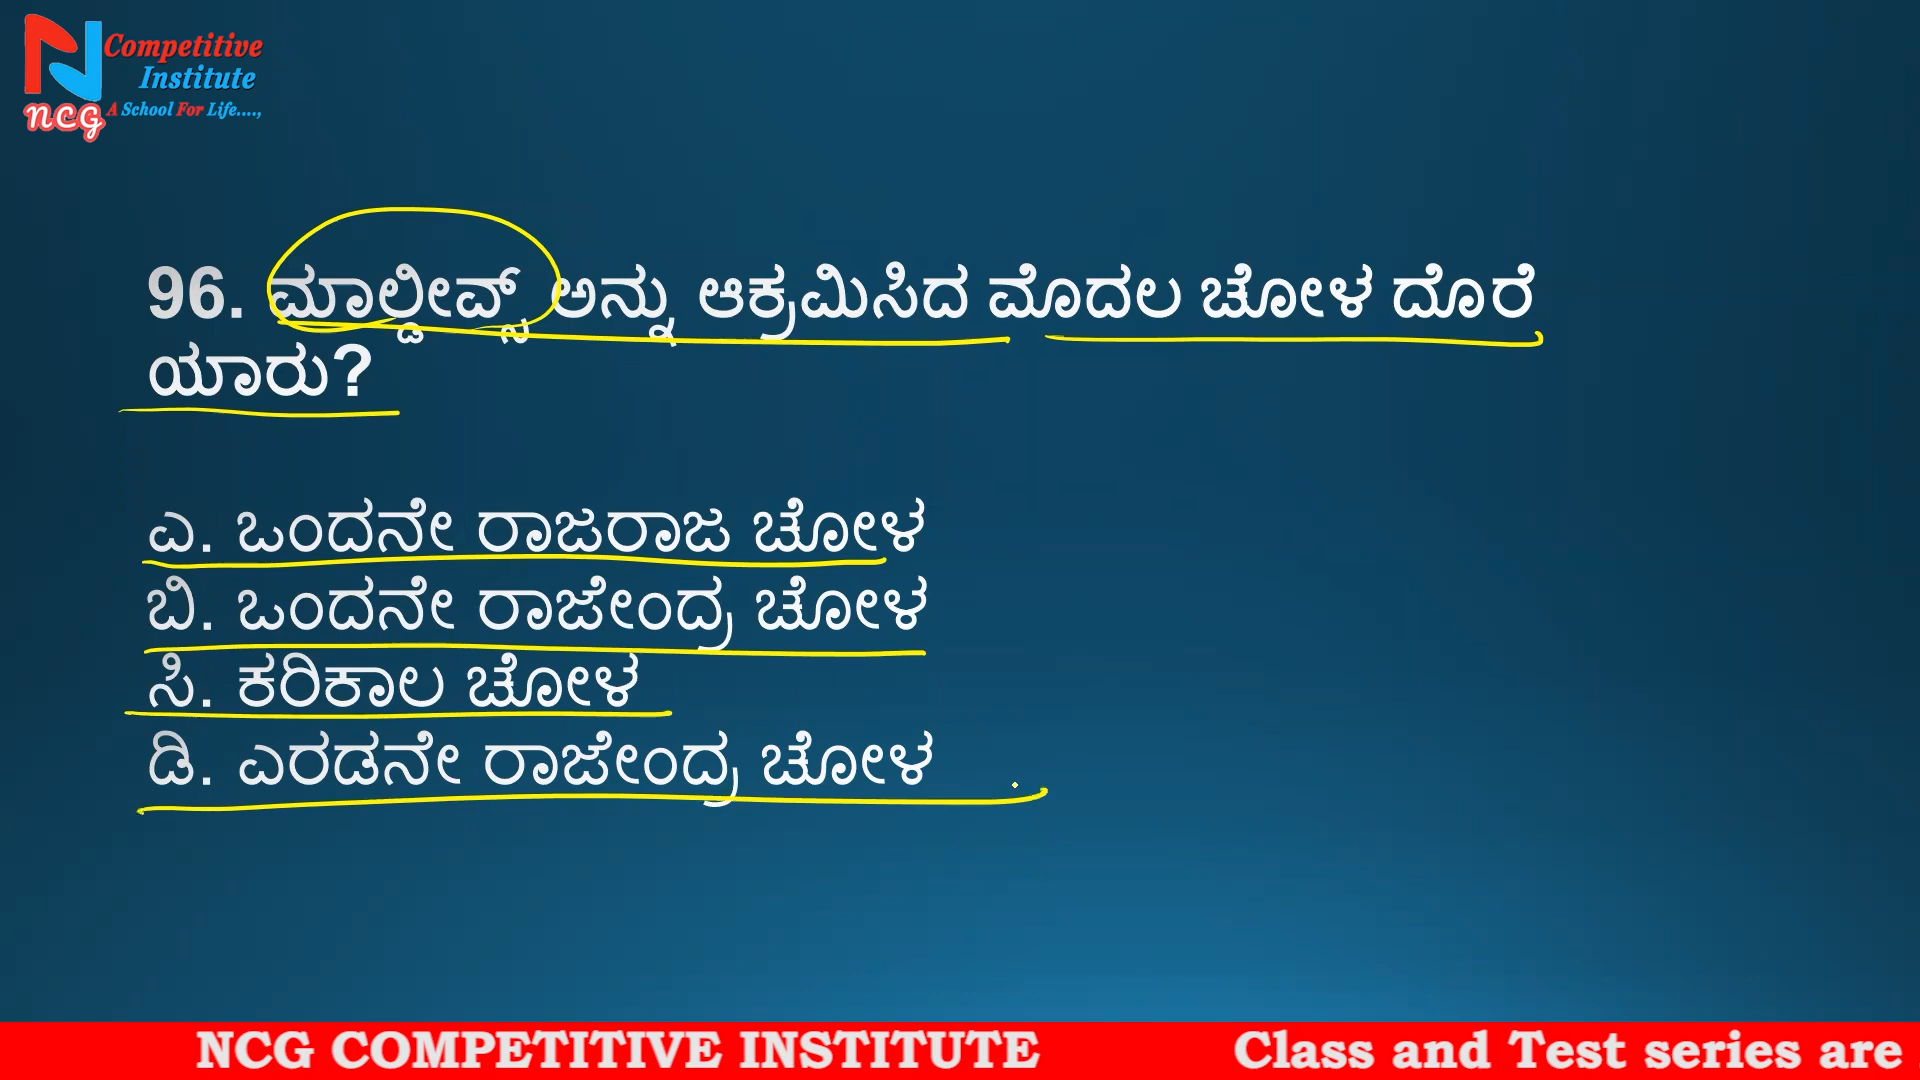 Competitive
Institute
ncg A School For Life....,
96. ಮಾಲ್ಡೀವ್ಸ್ ಅನ್ನು ಆಕ್ರಮಿಸಿದ ಮೊದಲ ಚೋಳ ದೊರೆ
ಯಾರು?
ಎ. ಒಂದನೇ ರಾಜರಾಜ ಚೋಳ
ಬಿ. ಒಂದನೇ ರಾಜೇಂದ್ರ ಚೋಳ
ಸಿ. ಕರಿಕಾಲ ಚೋಳ
ಡಿ. ಎರಡನೇ ರಾಜೇಂದ್ರ ಚೋಳ
NCG COMPETITIVE INSTITUTE Class and Test series are